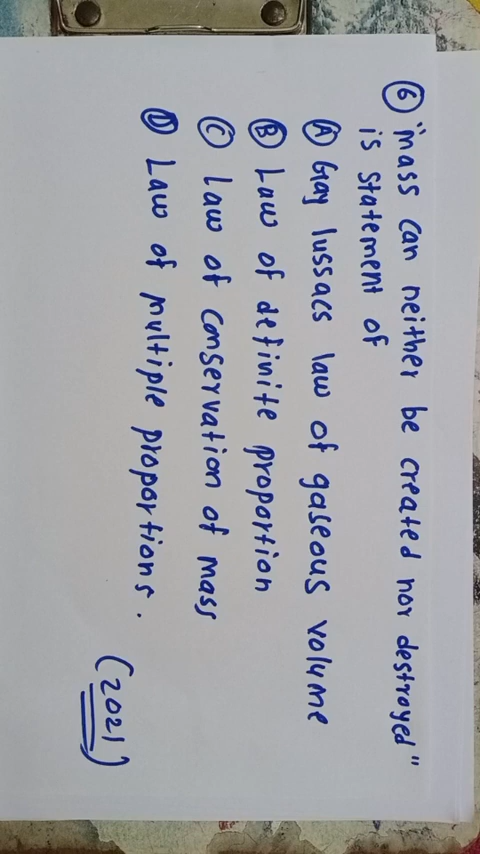 ⑥ "Mass can neither be created nor destroyed"
is statement of
Ⓐ Gay lussacs law of gaseous volume
Ⓑ Law of definite proportion
Ⓒ Law of conservation of mass
Ⓓ Law of multiple proportions.
(2021)